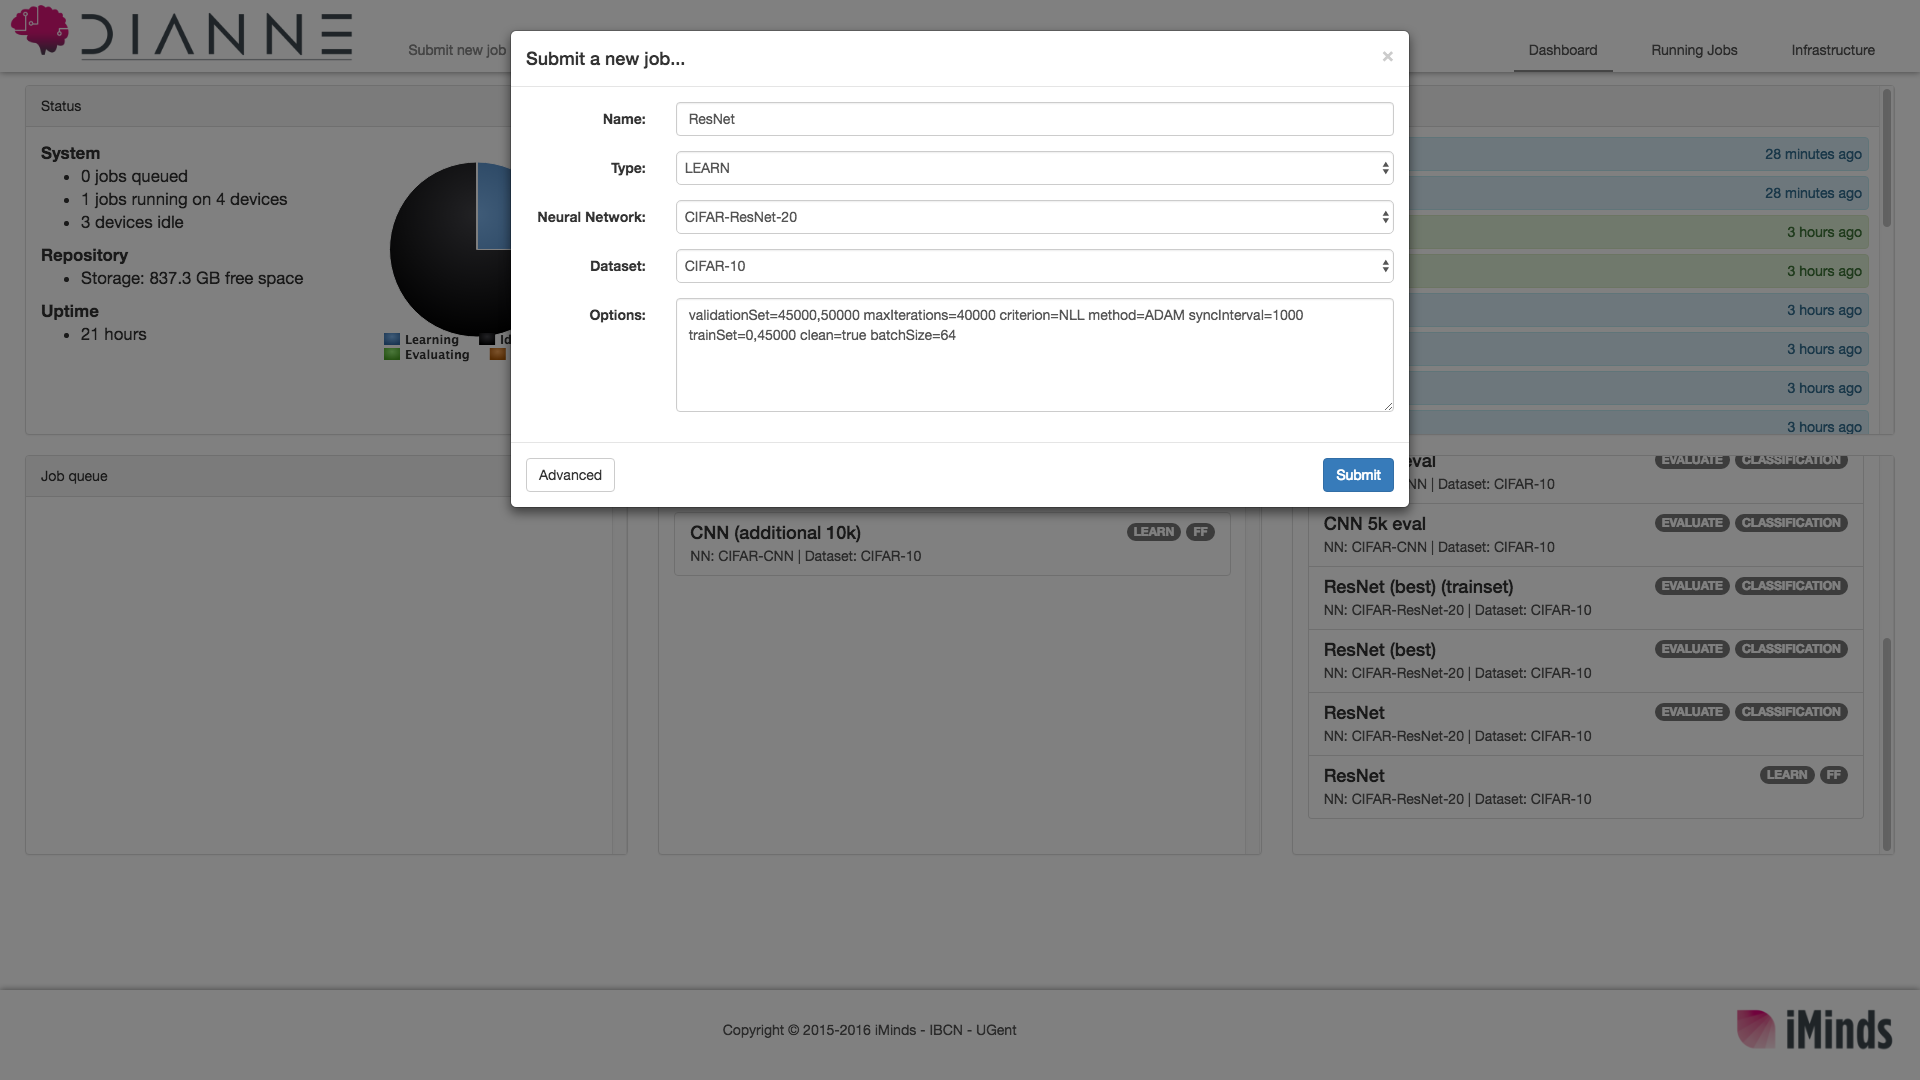 DIANNE
Submit new job
Dashboard
Running Jobs
Infrastructure
Submit a new job...
×
Name:
ResNet
Type:
LEARN
Neural Network:
CIFAR-ResNet-20
Dataset:
CIFAR-10
Options:
validationSet=45000,50000 maxIterations=40000 criterion=NLL method=ADAM syncInterval=1000
trainSet=0,45000 clean=true batchSize=64
Advanced
Submit
Status
System
0 jobs queued
1 jobs running on 4 devices
3 devices idle
Repository
Storage: 837.3 GB free space
Uptime
21 hours
Learning
Evaluating
28 minutes ago
28 minutes ago
3 hours ago
3 hours ago
3 hours ago
3 hours ago
3 hours ago
3 hours ago
Job queue
CNN (additional 10k) LEARN FF
NN: CIFAR-CNN | Dataset: CIFAR-10
eval EVALUATE CLASSIFICATION
NN | Dataset: CIFAR-10
CNN 5k eval EVALUATE CLASSIFICATION
NN: CIFAR-CNN | Dataset: CIFAR-10
ResNet (best) (trainset) EVALUATE CLASSIFICATION
NN: CIFAR-ResNet-20 | Dataset: CIFAR-10
ResNet (best) EVALUATE CLASSIFICATION
NN: CIFAR-ResNet-20 | Dataset: CIFAR-10
ResNet EVALUATE CLASSIFICATION
NN: CIFAR-ResNet-20 | Dataset: CIFAR-10
ResNet LEARN FF
NN: CIFAR-ResNet-20 | Dataset: CIFAR-10
Copyright © 2015-2016 iMinds - IBCN - UGent
iMinds